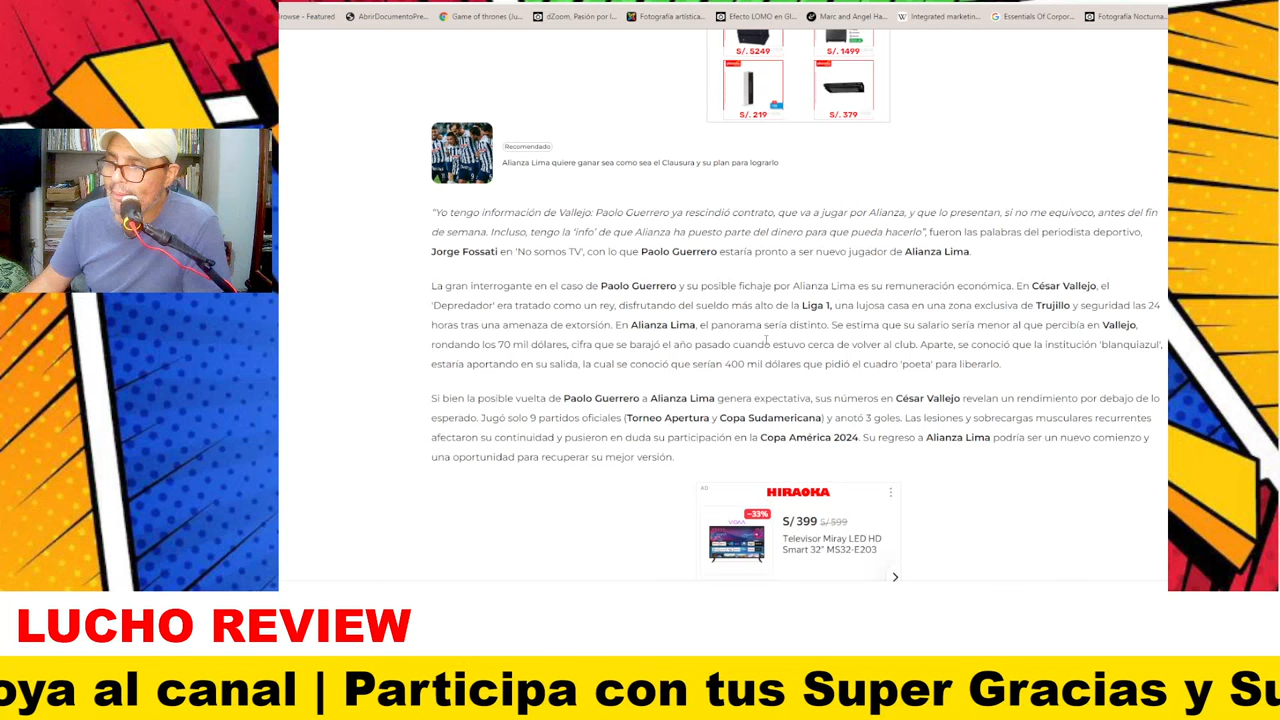 rowse - Featured AbrirDocumentoPre... Game of thrones (Ju... dZoom, Pasión por l... Fotografía artística... Efecto LOMO en GI... Marc and Angel Ha... Integrated marketin... Essentials Of Corpor... Fotografía Nocturna...
S/. 5249 S/. 1499
S/. 219 S/. 379
Recomendado
Alianza Lima quiere ganar sea como sea el Clausura y su plan para lograrlo
“Yo tengo información de Vallejo: Paolo Guerrero ya rescindió contrato, que va a jugar por Alianza, y que lo presentan, si no me equivoco, antes del fin
de semana. Incluso, tengo la ‘info’ de que Alianza ha puesto parte del dinero para que pueda hacerlo”, fueron las palabras del periodista deportivo,
Jorge Fossati en 'No somos TV', con lo que Paolo Guerrero estaría pronto a ser nuevo jugador de Alianza Lima.
La gran interrogante en el caso de Paolo Guerrero y su posible fichaje por Alianza Lima es su remuneración económica. En César Vallejo, el
'Depredador' era tratado como un rey, disfrutando del sueldo más alto de la Liga 1, una lujosa casa en una zona exclusiva de Trujillo y seguridad las 24
horas tras una amenaza de extorsión. En Alianza Lima, el panorama sería distinto. Se estima que su salario sería menor al que percibía en Vallejo,
rondando los 70 mil dólares, cifra que se barajó el año pasado cuando estuvo cerca de volver al club. Aparte, se conoció que la institución 'blanquiazul',
estaría aportando en su salida, la cual se conoció que serían 400 mil dólares que pidió el cuadro 'poeta' para liberarlo.
Si bien la posible vuelta de Paolo Guerrero a Alianza Lima genera expectativa, sus números en César Vallejo revelan un rendimiento por debajo de lo
esperado. Jugó solo 9 partidos oficiales (Torneo Apertura y Copa Sudamericana) y anotó 3 goles. Las lesiones y sobrecargas musculares recurrentes
afectaron su continuidad y pusieron en duda su participación en la Copa América 2024. Su regreso a Alianza Lima podría ser un nuevo comienzo y
una oportunidad para recuperar su mejor versión.
AD
HIRAOKA
-33%
S/ 399 S/ 599
Televisor Miray LED HD
Smart 32" MS32-E203
VIDAA
LUCHO REVIEW
oya al canal | Participa con tus Super Gracias y Su